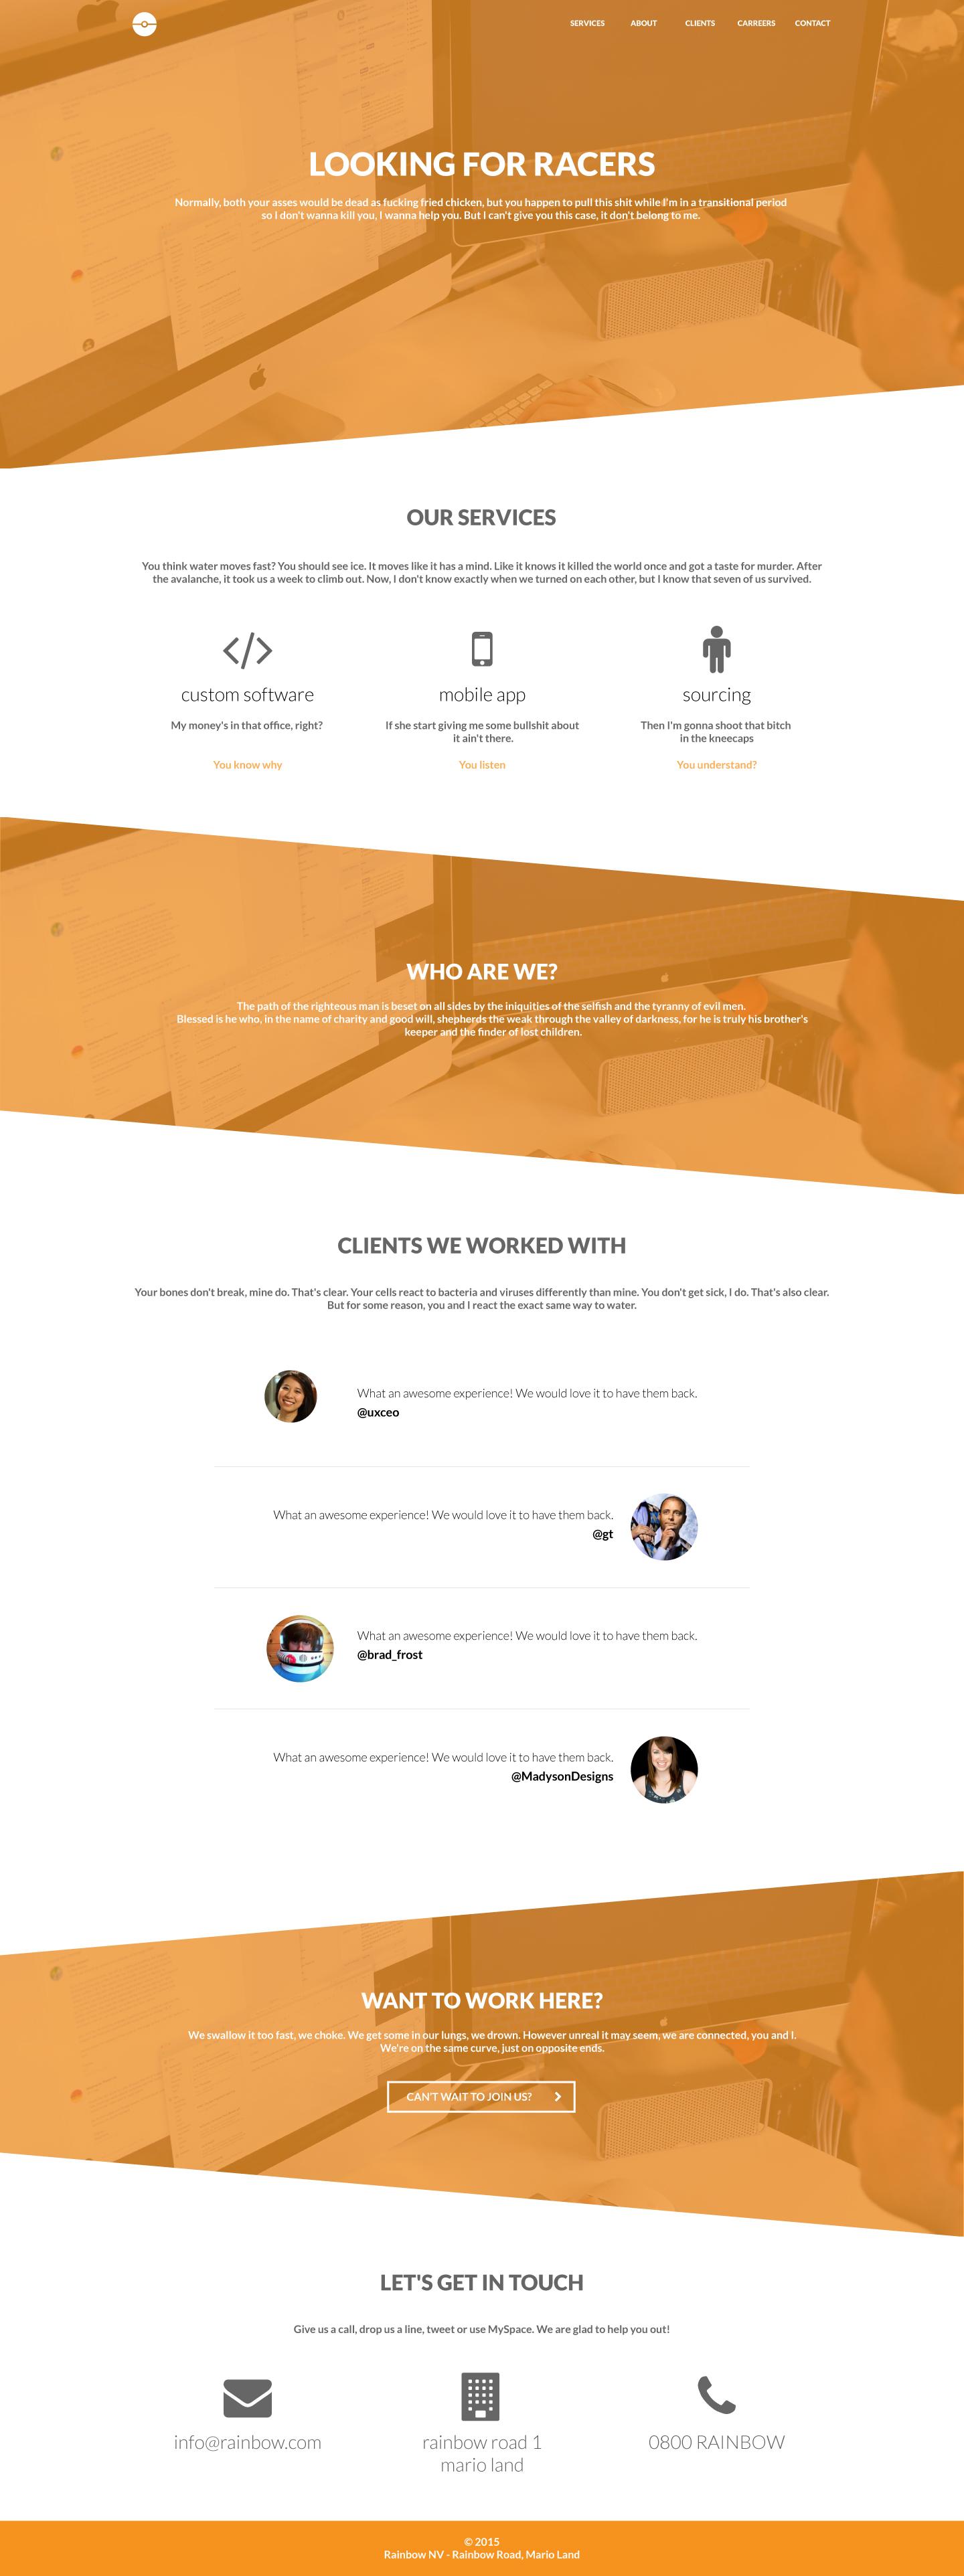 SERVICES ABOUT CLIENTS CARREERS CONTACT
LOOKING FOR RACERS
Normally, both your asses would be dead as fucking fried chicken, but you happen to pull this shit while I'm in a transitional period
so I don't wanna kill you, I wanna help you. But I can't give you this case, it don't belong to me.
OUR SERVICES
You think water moves fast? You should see ice. It moves like it has a mind. Like it knows it killed the world once and got a taste for murder. After
the avalanche, it took us a week to climb out. Now, I don't know exactly when we turned on each other, but I know that seven of us survived.
custom software
My money's in that office, right?
You know why
mobile app
If she start giving me some bullshit about
it ain't there.
You listen
sourcing
Then I'm gonna shoot that bitch
in the kneecaps
You understand?
WHO ARE WE?
The path of the righteous man is beset on all sides by the iniquities of the selfish and the tyranny of evil men.
Blessed is he who, in the name of charity and good will, shepherds the weak through the valley of darkness, for he is truly his brother's
keeper and the finder of lost children.
CLIENTS WE WORKED WITH
Your bones don't break, mine do. That's clear. Your cells react to bacteria and viruses differently than mine. You don't get sick, I do. That's also clear.
But for some reason, you and I react the exact same way to water.
What an awesome experience! We would love it to have them back.
@uxceo
What an awesome experience! We would love it to have them back.
@gt
What an awesome experience! We would love it to have them back.
@brad_frost
What an awesome experience! We would love it to have them back.
@MadysonDesigns
WANT TO WORK HERE?
We swallow it too fast, we choke. We get some in our lungs, we drown. However unreal it may seem, we are connected, you and I.
We're on the same curve, just on opposite ends.
CAN'T WAIT TO JOIN US?
LET'S GET IN TOUCH
Give us a call, drop us a line, tweet or use MySpace. We are glad to help you out!
info@rainbow.com
rainbow road 1
mario land
0800 RAINBOW
© 2015
Rainbow NV - Rainbow Road, Mario Land